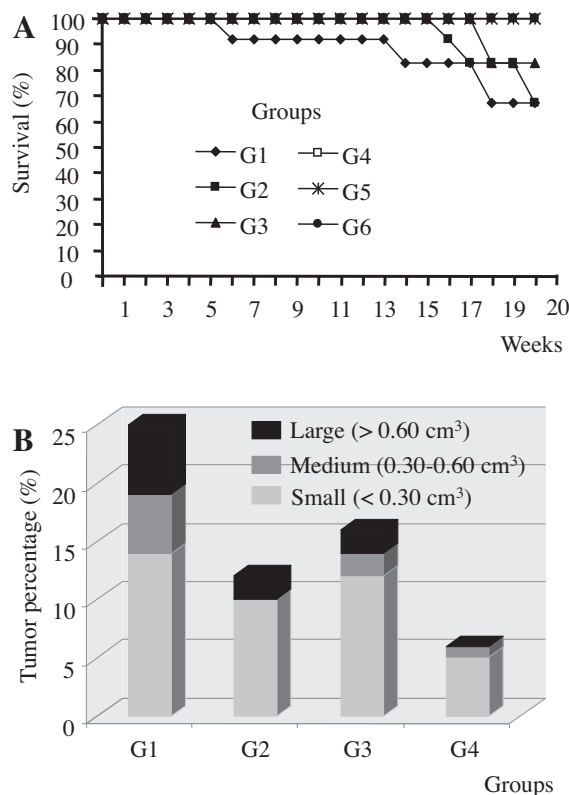 A
Survival (%)
100
90
80
70
60
50
40
30
20
10
0
Groups
G1
G4
G2
G5
G3
G6
1 3 5 7 9 11 13 15 17 19 20
Weeks
B
Tumor percentage (%)
25
20
15
10
5
0
Large (> 0.60 cm³)
Medium (0.30-0.60 cm³)
Small (< 0.30 cm³)
G1 G2 G3 G4
Groups